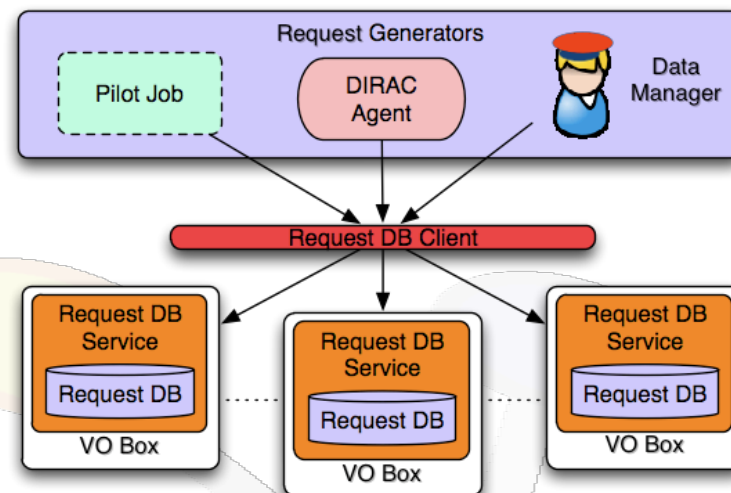 Request Generators
Pilot Job
DIRAC
Agent
Data
Manager
Request DB Client
Request DB
Service
Request DB
VO Box
Request DB
Service
Request DB
VO Box
Request DB
Service
Request DB
VO Box